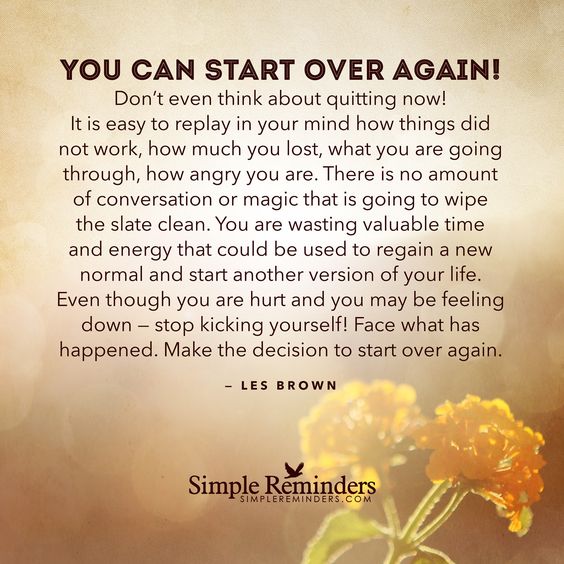 YOU CAN START OVER AGAIN!
Don’t even think about quitting now!
It is easy to replay in your mind how things did
not work, how much you lost, what you are going
through, how angry you are. There is no amount
of conversation or magic that is going to wipe
the slate clean. You are wasting valuable time
and energy that could be used to regain a new
normal and start another version of your life.
Even though you are hurt and you may be feeling
down – stop kicking yourself! Face what has
happened. Make the decision to start over again.
– LES BROWN
Simple Reminders
SIMPLEREMINDERS.COM